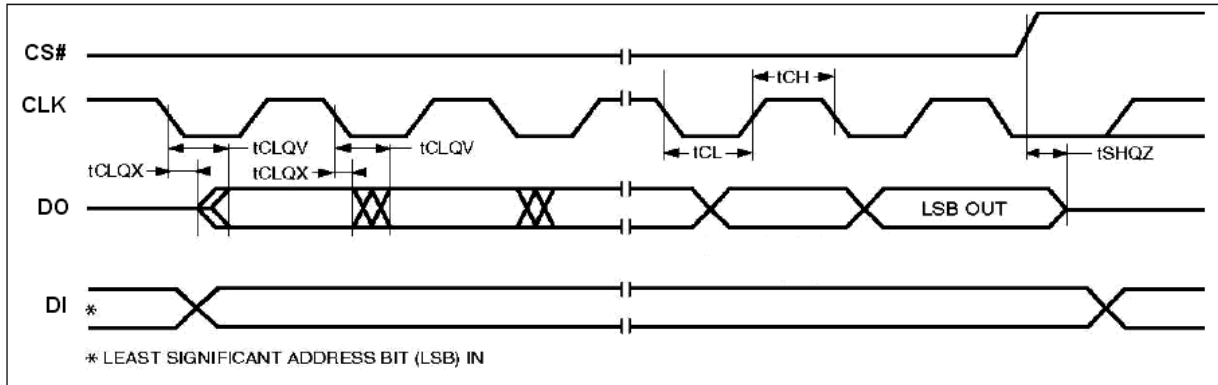 CS#
tCH
CLK
tCLQV
tCLQV
tCL
tSHQZ
tCLQX
tCLQX
DO
LSB OUT
DI
*
* LEAST SIGNIFICANT ADDRESS BIT (LSB) IN